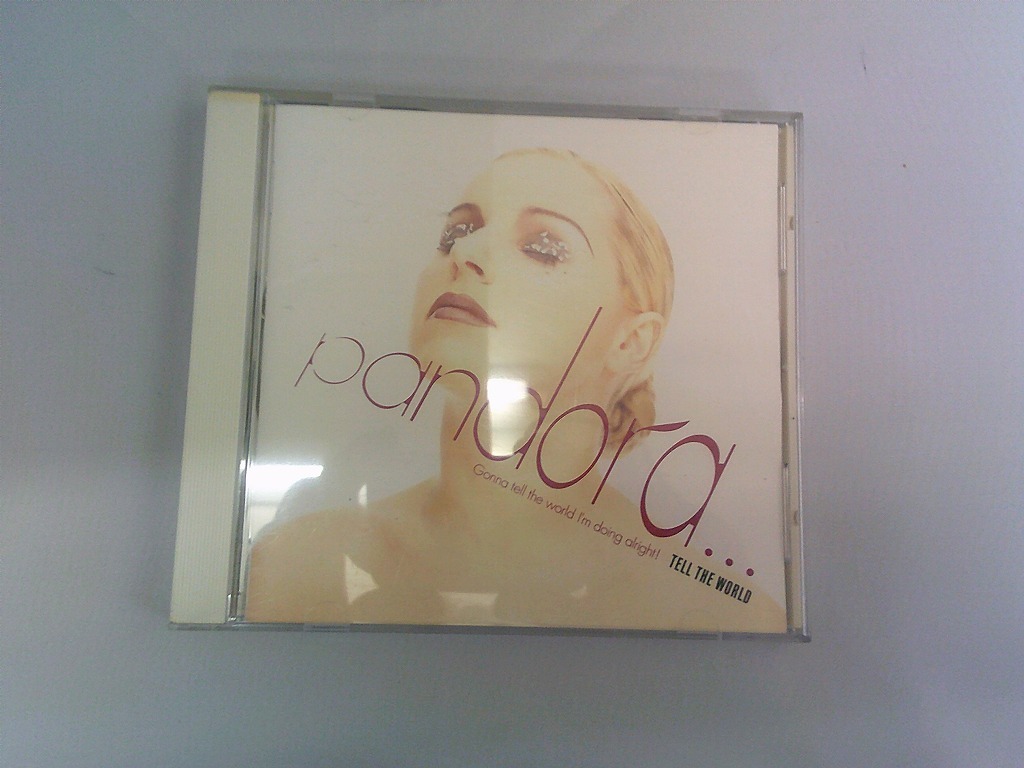 pandora...
Gonna tell the world I'm doing alright!
TELL THE WORLD